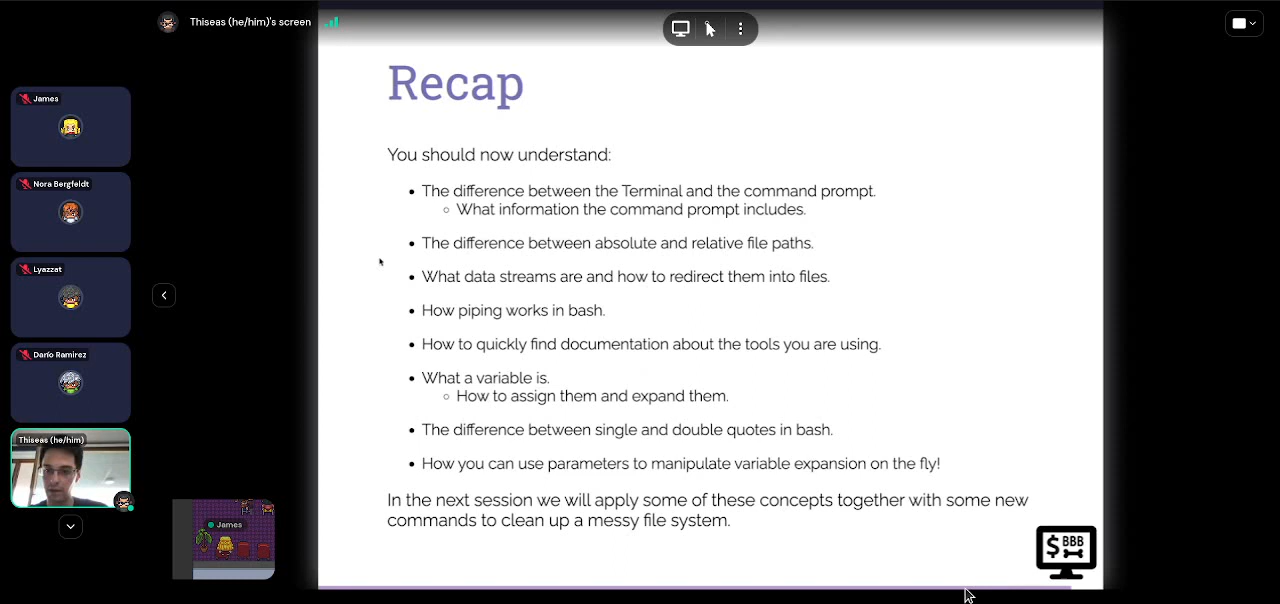 Thiseas (he/him)'s screen
James
Nora Bergfeldt
Lyazzat
Darío Ramirez
Thiseas (he/him)
James
Recap
You should now understand:
• The difference between the Terminal and the command prompt.
◦ What information the command prompt includes.
• The difference between absolute and relative file paths.
• What data streams are and how to redirect them into files.
• How piping works in bash.
• How to quickly find documentation about the tools you are using.
• What a variable is.
◦ How to assign them and expand them.
• The difference between single and double quotes in bash.
• How you can use parameters to manipulate variable expansion on the fly!
In the next session we will apply some of these concepts together with some new
commands to clean up a messy file system.
$ BBB